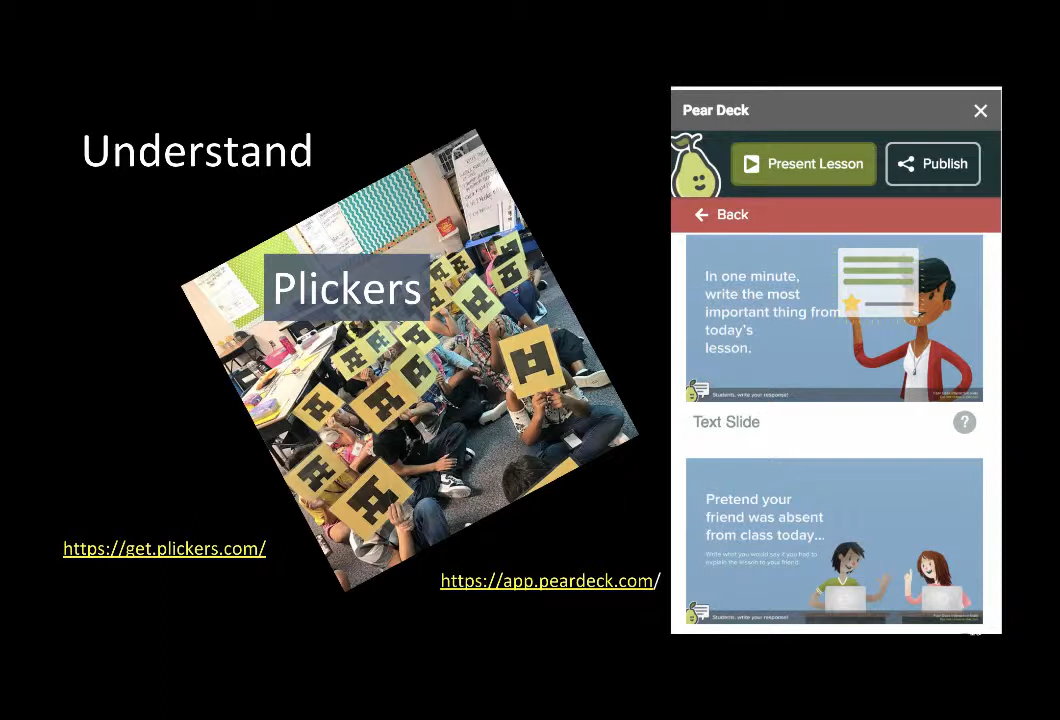 Understand
Plickers
https://get.plickers.com/
https://app.peardeck.com/
Pear Deck
Present Lesson
Publish
Back
In one minute,
write the most
important thing from
today's
lesson.
Students, write your response!
Text Slide
?
Pretend your
friend was absent
from class today...
Write what you would say if you had to
explain the lesson to your friend.
Students, write your response!